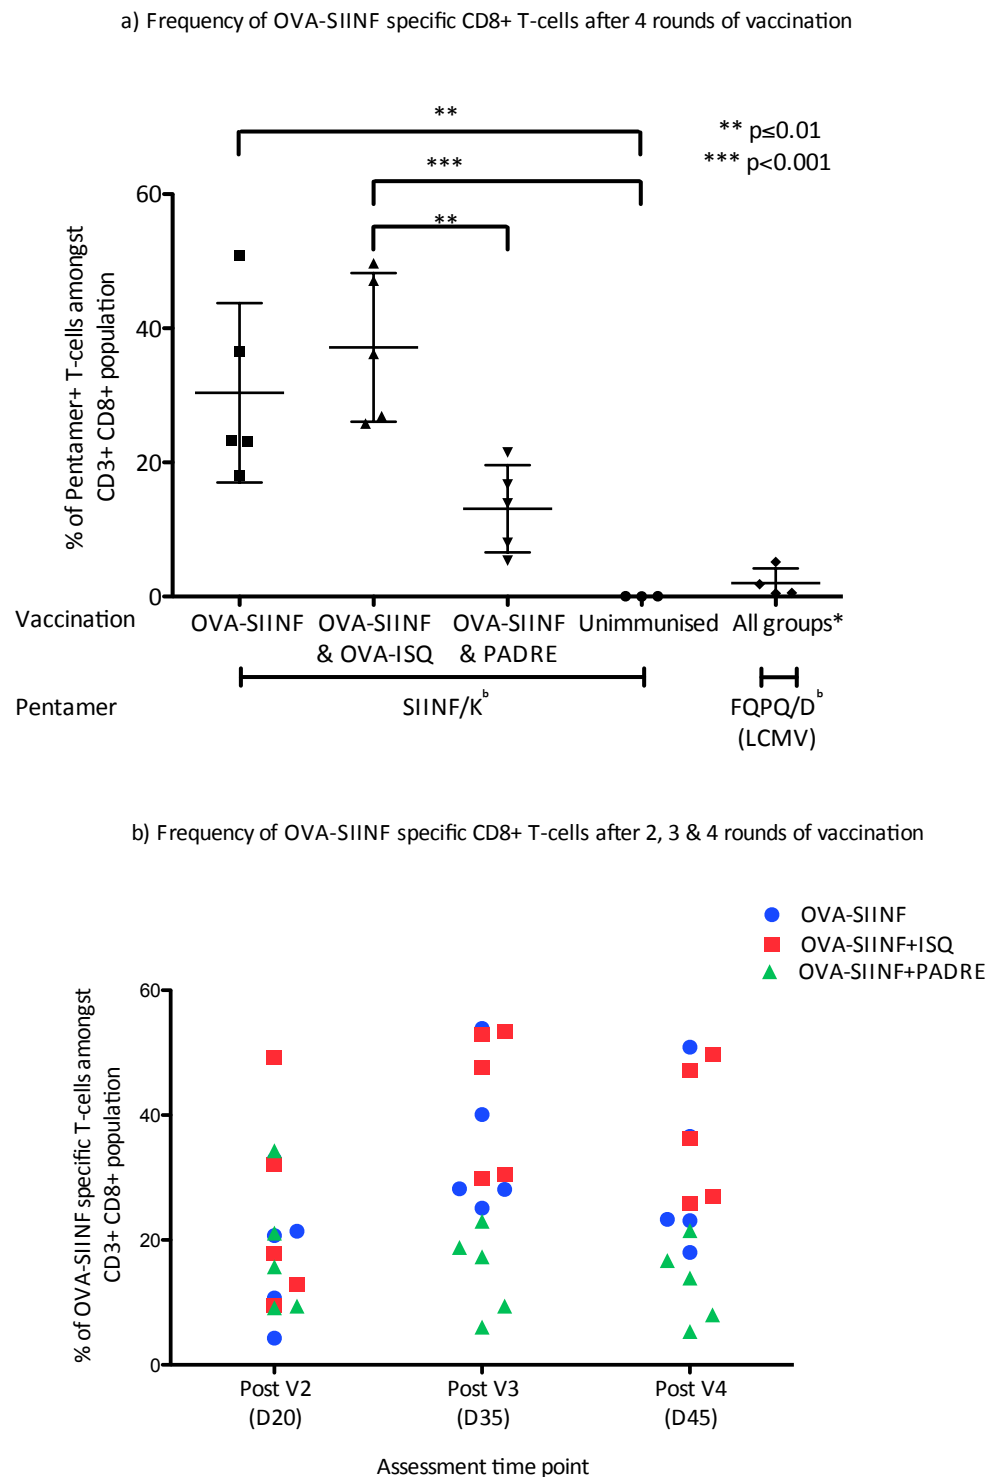 a) Frequency of OVA-SIINF specific CD8+ T-cells after 4 rounds of vaccination
**
** p≤0.01
***
*** p<0.001
**
% of Pentamer+ T-cells amongst
CD3+ CD8+ population
60
40
20
0
Vaccination
OVA-SIINF
OVA-SIINF
& OVA-ISQ
OVA-SIINF
& PADRE
Unimmunised
All groups*
Pentamer
SIINF/Kᵇ
FQPQ/Dᵇ
(LCMV)
b) Frequency of OVA-SIINF specific CD8+ T-cells after 2, 3 & 4 rounds of vaccination
OVA-SIINF
OVA-SIINF+ISQ
OVA-SIINF+PADRE
% of OVA-SIINF specific T-cells amongst
CD3+ CD8+ population
60
40
20
0
Post V2
(D20)
Post V3
(D35)
Post V4
(D45)
Assessment time point